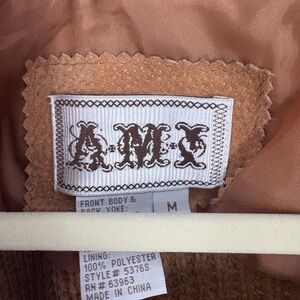 A·M·I
FRONT BODY &
BACK YOKE:
M
LINING:
100% POLYESTER
STYLE# 5376S
RN# 63963
MADE IN CHINA